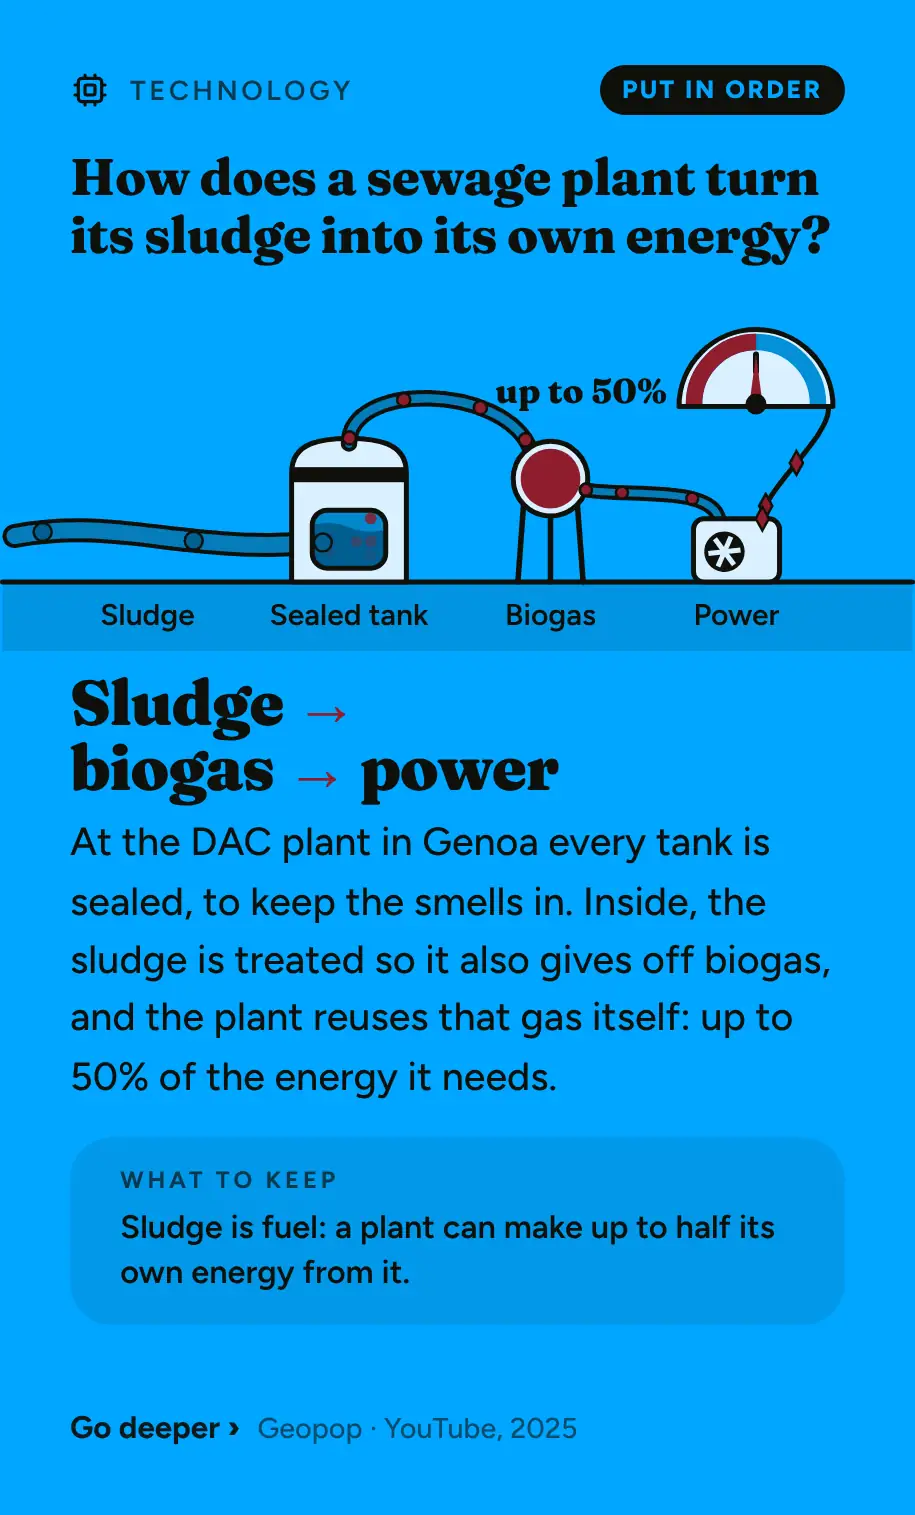 TECHNOLOGY
PUT IN ORDER
How does a sewage plant turn
its sludge into its own energy?
up to 50%
Sludge
Sealed tank
Biogas
Power
Sludge →
biogas → power
At the DAC plant in Genoa every tank is
sealed, to keep the smells in. Inside, the
sludge is treated so it also gives off biogas,
and the plant reuses that gas itself: up to
50% of the energy it needs.
WHAT TO KEEP
Sludge is fuel: a plant can make up to half its
own energy from it.
Go deeper › Geopop · YouTube, 2025